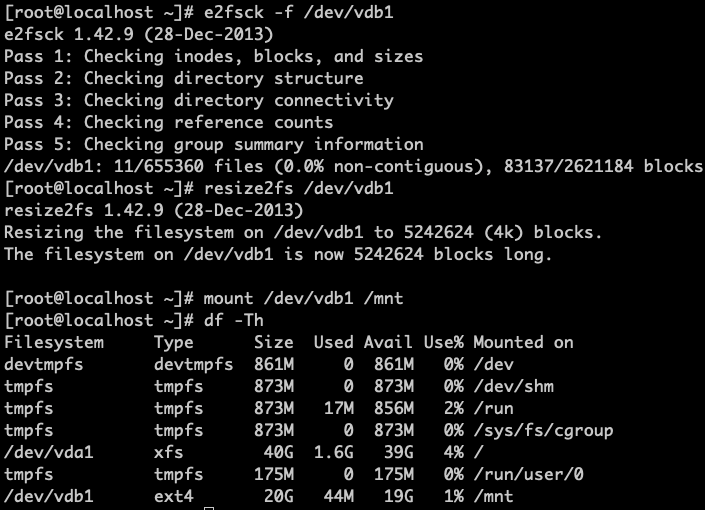 [root@localhost ~]# e2fsck -f /dev/vdb1
e2fsck 1.42.9 (28-Dec-2013)
Pass 1: Checking inodes, blocks, and sizes
Pass 2: Checking directory structure
Pass 3: Checking directory connectivity
Pass 4: Checking reference counts
Pass 5: Checking group summary information
/dev/vdb1: 11/655360 files (0.0% non-contiguous), 83137/2621184 blocks
[root@localhost ~]# resize2fs /dev/vdb1
resize2fs 1.42.9 (28-Dec-2013)
Resizing the filesystem on /dev/vdb1 to 5242624 (4k) blocks.
The filesystem on /dev/vdb1 is now 5242624 blocks long.

[root@localhost ~]# mount /dev/vdb1 /mnt
[root@localhost ~]# df -Th
Filesystem     Type      Size  Used Avail Use% Mounted on
devtmpfs       devtmpfs  861M     0  861M   0% /dev
tmpfs          tmpfs     873M     0  873M   0% /dev/shm
tmpfs          tmpfs     873M   17M  856M   2% /run
tmpfs          tmpfs     873M     0  873M   0% /sys/fs/cgroup
/dev/vda1      xfs        40G  1.6G   39G   4% /
tmpfs          tmpfs     175M     0  175M   0% /run/user/0
/dev/vdb1      ext4       20G   44M   19G   1% /mnt